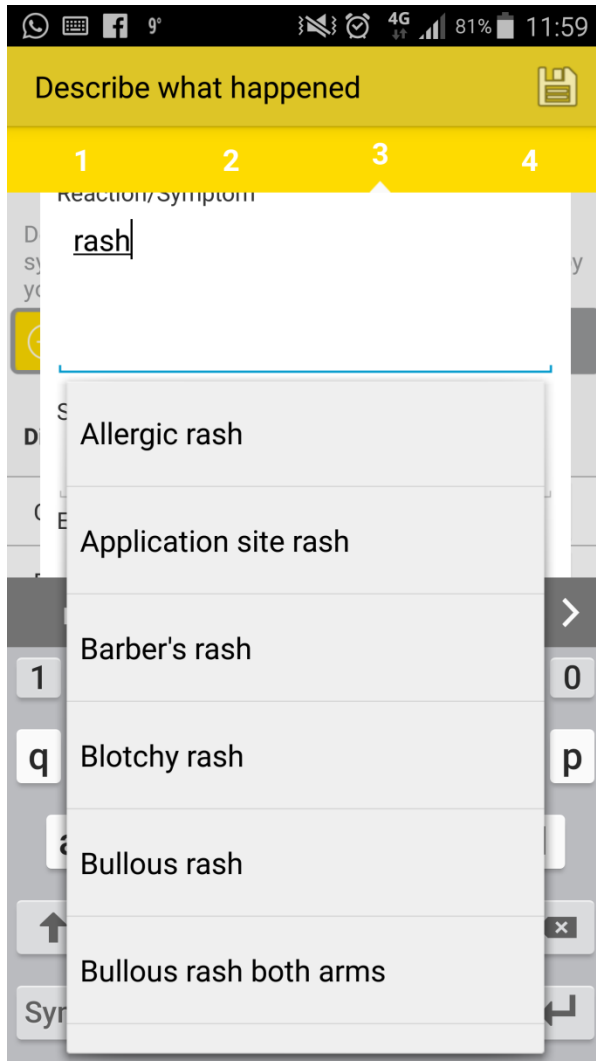 9° 4G 81% 11:59
Describe what happened
1 2 3 4
Reaction/Symptom
rash
Allergic rash
Application site rash
Barber's rash
1 0
Blotchy rash
q p
Bullous rash
Bullous rash both arms